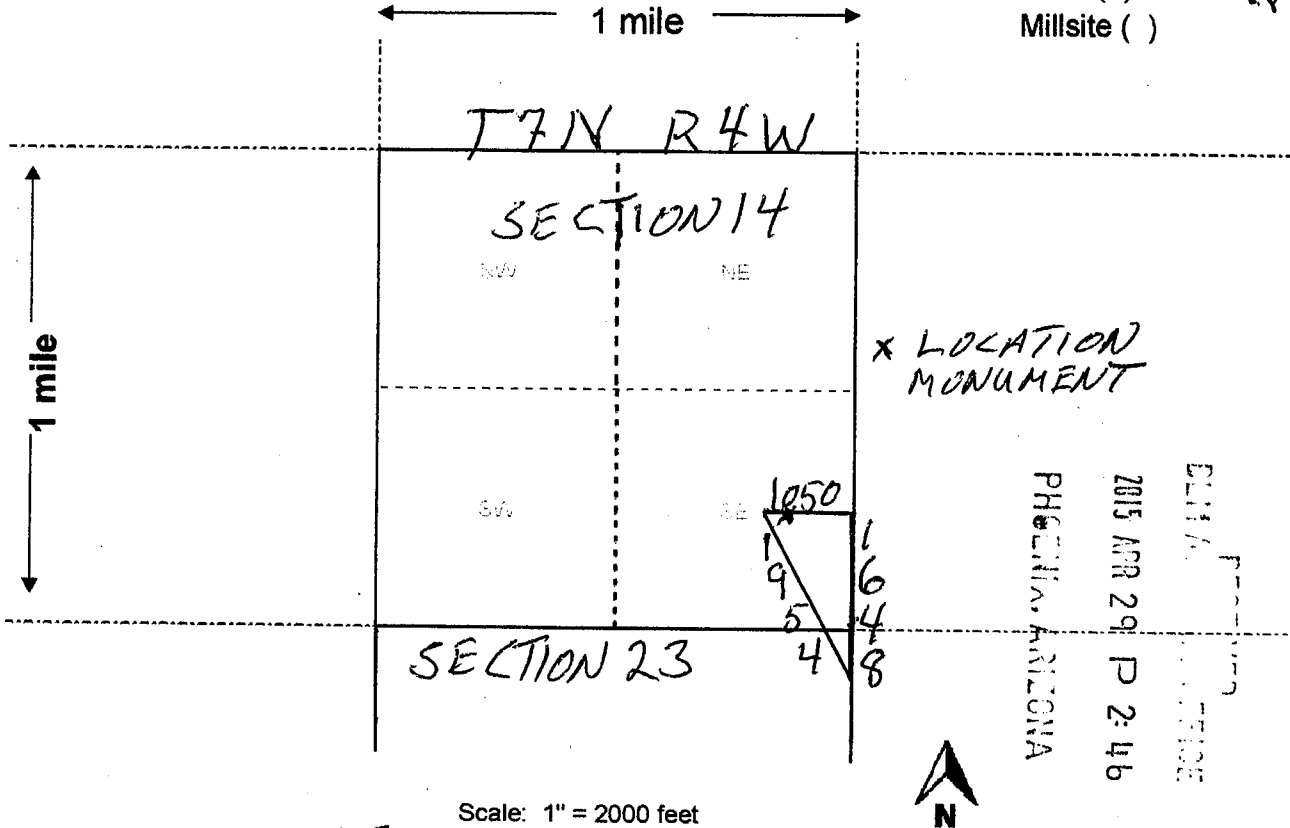 1 mile
Millsite ( )
T7N R4W
SECTION 14
NW NE
1 mile
x LOCATION
MONUMENT
1050
SW SE
1
6
4
8
1
9
5
4
SECTION 23
2015 APR 29 P 2:46
PHOENIX, ARIZONA
Scale: 1" = 2000 feet
N